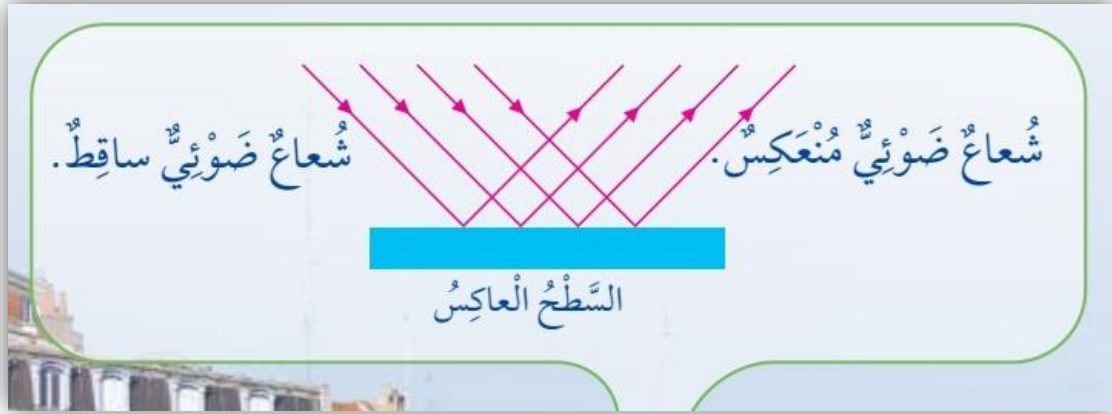 شُعاعٌ ضَوْئِيٌّ مُنْعَكِسٌ.
شُعاعٌ ضَوْئِيٌّ ساقِطٌ.
السَّطْحُ الْعاكِسُ